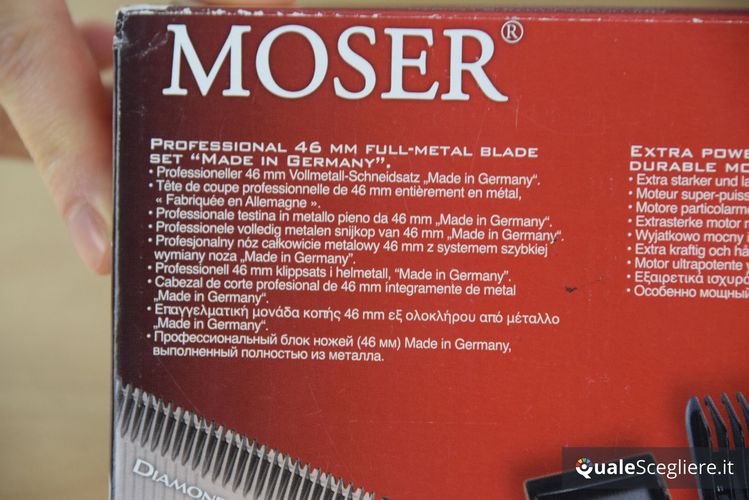 MOSER®
PROFESSIONAL 46 MM FULL-METAL BLADE
SET “MADE IN GERMANY”.
• Professioneller 46 mm Vollmetall-Schneidsatz „Made in Germany“.
• Tête de coupe professionnelle de 46 mm entièrement en métal,
« Fabriquée en Allemagne ».
• Professionale testina in metallo pieno da 46 mm „Made in Germany“.
• Professionele volledig metalen snijkop van 46 mm „Made in Germany“.
• Profesjonalny nóż całkowicie metalowy 46 mm z systemem szybkiej
wymiany noza „Made in Germany”.
• Professionell 46 mm klippsats i helmetall, “Made in Germany”.
• Cabezal de corte profesional de 46 mm íntegramente de metal
„Made in Germany“.
• Επαγγελματική μονάδα κοπής 46 mm εξ ολοκλήρου από μέταλλο
„Made in Germany“.
• Профессиональный блок ножей (46 мм) Made in Germany,
выполненный полностью из металла.
EXTRA POWE
DURABLE MO
• Extra starker und la
• Moteur super-puiss
• Motore particolarme
• Extrasterke motor r
• Wyjątkowo mocny i
• Extra kraftig och hå
• Motor ultrapotente y
• Εξαιρετικά ισχυρό
• Особенно мощный
DIAMOND
QualeScegliere.it